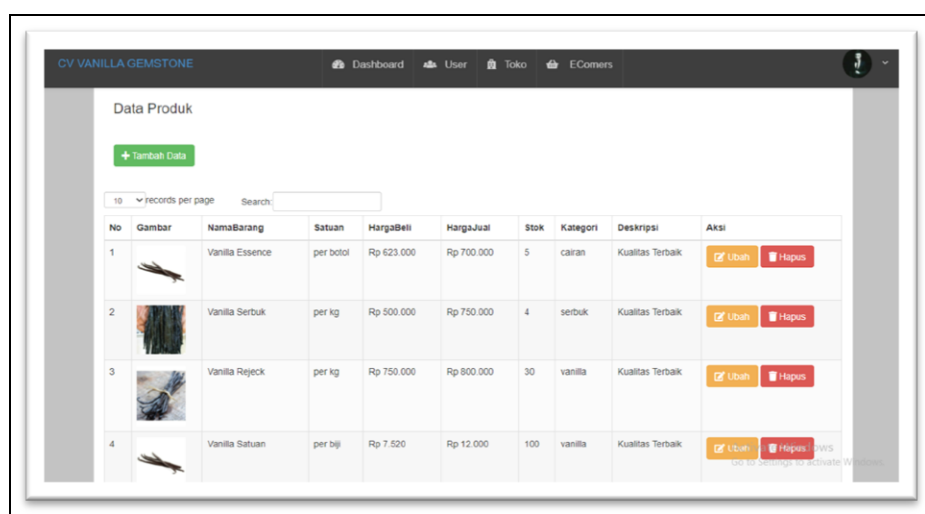 CV VANILLA GEMSTONE Dashboard User Toko EComers
Data Produk
Tambah Data
10 records per page Search:
No Gambar NamaBarang Satuan HargaBeli HargaJual Stok Kategori Deskripsi Aksi
1 Vanilla Essence per botol Rp 623.000 Rp 700.000 5 cairan Kualitas Terbaik Ubah Hapus
2 Vanilla Serbuk per kg Rp 500.000 Rp 750.000 4 serbuk Kualitas Terbaik Ubah Hapus
3 Vanilla Rejeck per kg Rp 750.000 Rp 800.000 30 vanilla Kualitas Terbaik Ubah Hapus
4 Vanilla Satuan per biji Rp 7.520 Rp 12.000 100 vanilla Kualitas Terbaik Ubah Hapus
Go to Settings to activate Windows.